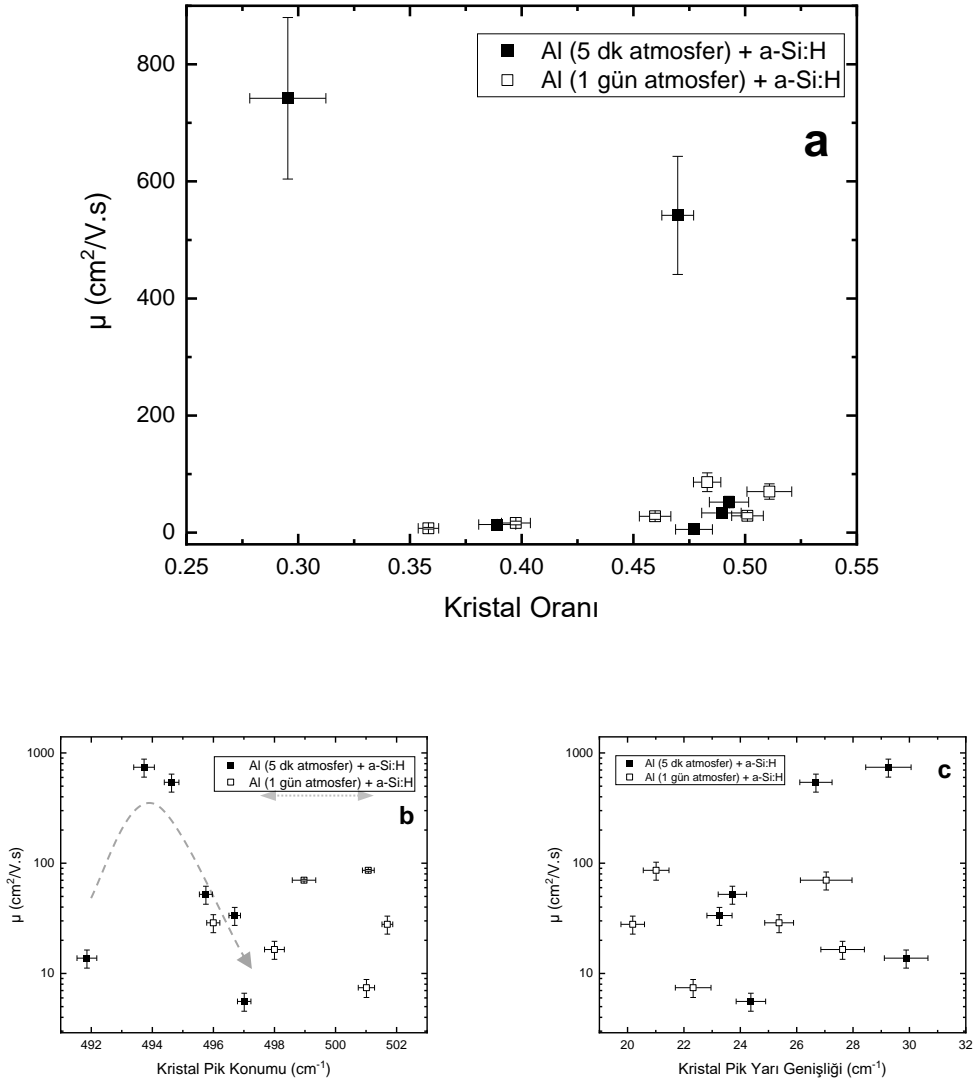 800
600
400
200
0
μ (cm²/V.s)
Al (5 dk atmosfer) + a-Si:H
Al (1 gün atmosfer) + a-Si:H
a
0.25 0.30 0.35 0.40 0.45 0.50 0.55
Kristal Oranı
1000
100
10
μ (cm²/V.s)
Al (5 dk atmosfer) + a-Si:H
Al (1 gün atmosfer) + a-Si:H
b
492 494 496 498 500 502
Kristal Pik Konumu (cm⁻¹)
1000
100
10
μ (cm²/V.s)
Al (5 dk atmosfer) + a-Si:H
Al (1 gün atmosfer) + a-Si:H
c
20 22 24 26 28 30 32
Kristal Pik Yarı Genişliği (cm⁻¹)